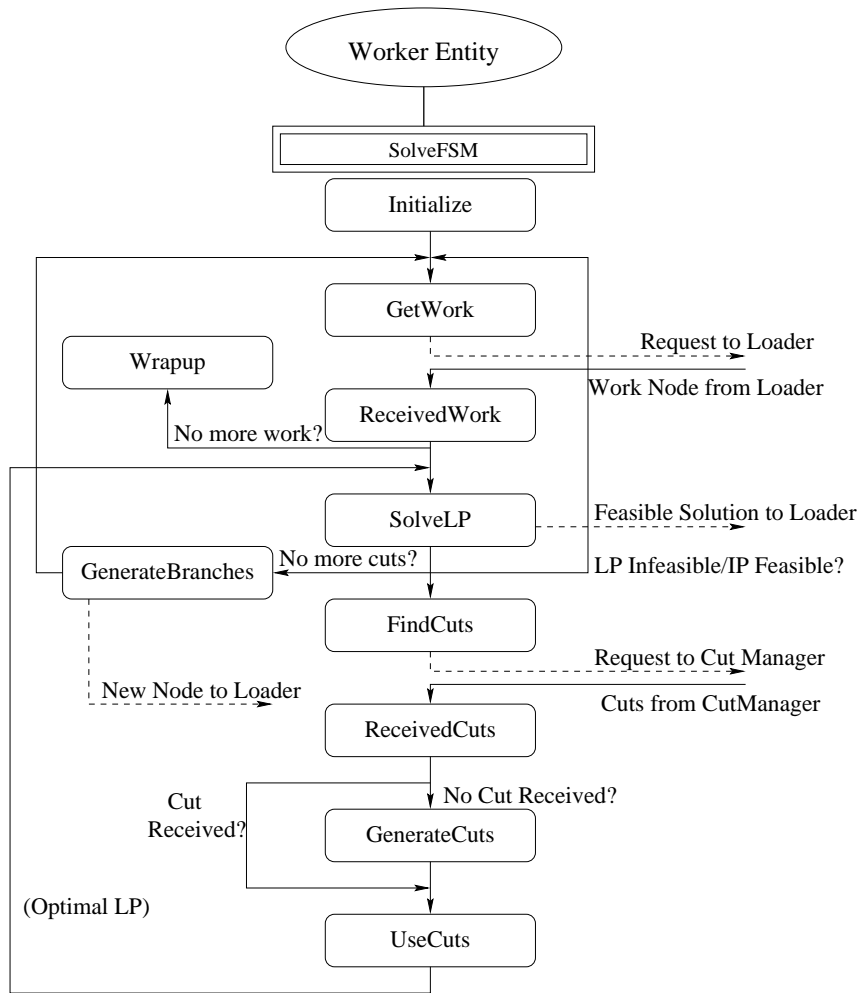 Worker Entity
SolveFSM
Initialize
GetWork
Request to Loader
Wrapup
Work Node from Loader
ReceivedWork
No more work?
SolveLP
Feasible Solution to Loader
No more cuts?
LP Infeasible/IP Feasible?
GenerateBranches
FindCuts
Request to Cut Manager
New Node to Loader
Cuts from CutManager
ReceivedCuts
Cut
Received?
No Cut Received?
GenerateCuts
(Optimal LP)
UseCuts